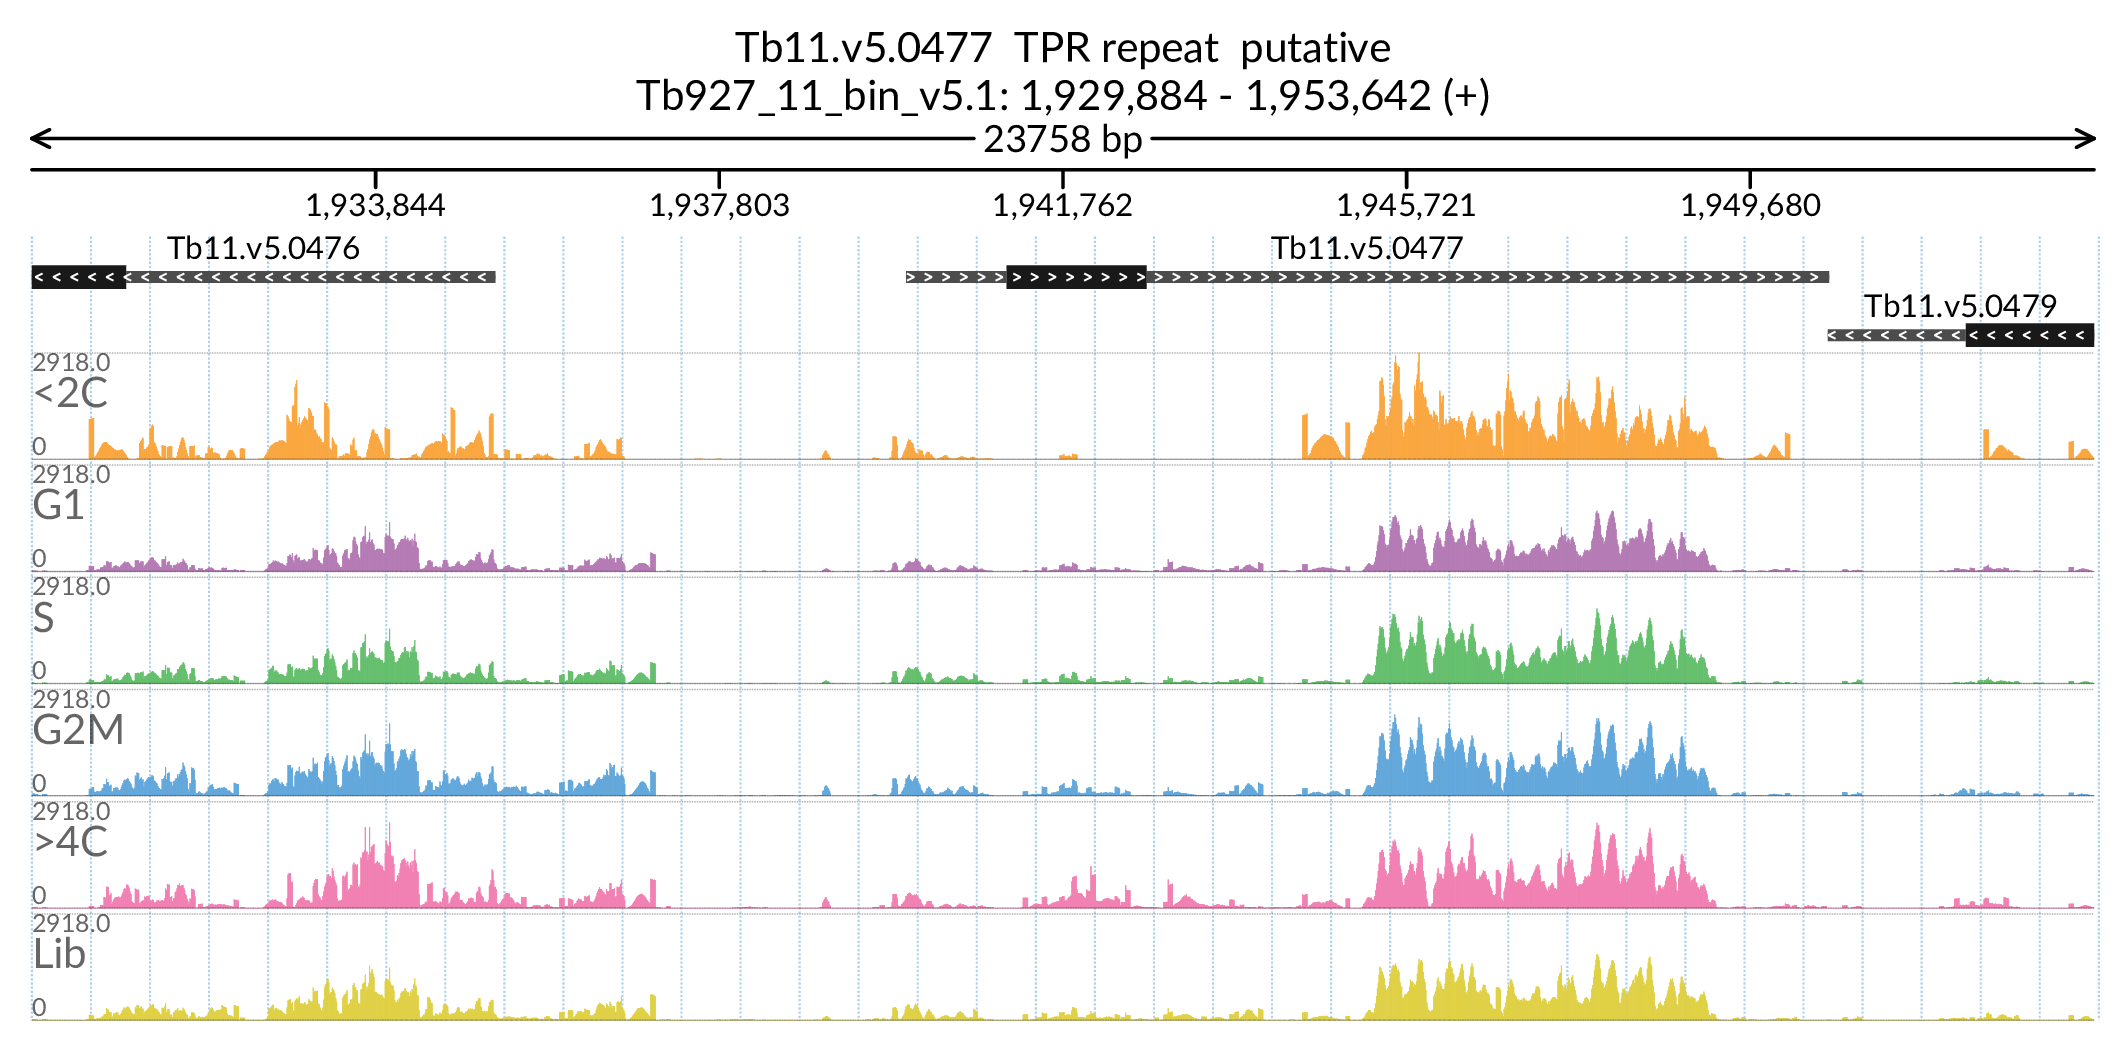 Tb11.v5.0477 TPR repeat putative
Tb927_11_bin_v5.1: 1,929,884 - 1,953,642 (+)
23758 bp
1,933,844 1,937,803 1,941,762 1,945,721 1,949,680
Tb11.v5.0476 Tb11.v5.0477
Tb11.v5.0479
2918.0
<2C
0
2918.0
G1
0
2918.0
S
0
2918.0
G2M
0
2918.0
>4C
0
2918.0
Lib
0